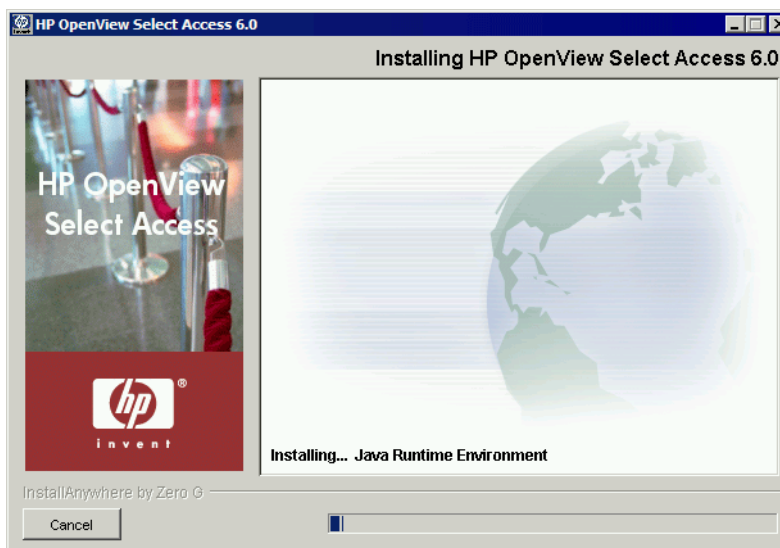 HP OpenView Select Access 6.0
Installing HP OpenView Select Access 6.0
HP OpenView
Select Access
hp
®
invent
Installing... Java Runtime Environment
InstallAnywhere by Zero G
Cancel